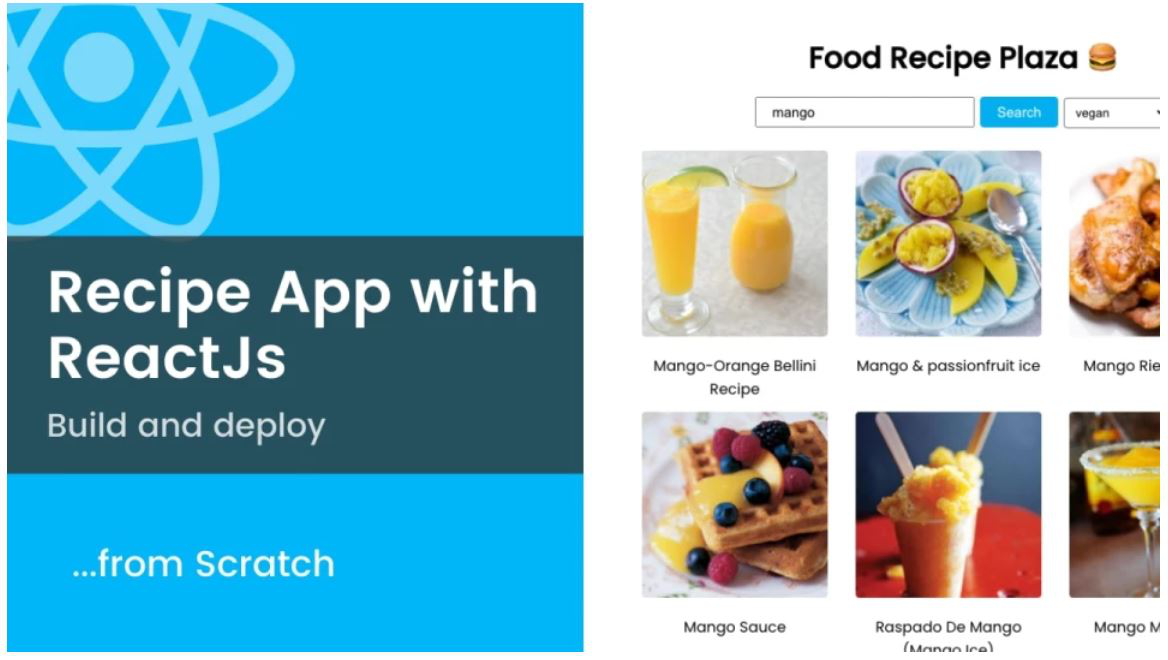 Recipe App with
ReactJs
Build and deploy
...from Scratch
Food Recipe Plaza 🍔
mango
Search
vegan
Mango-Orange Bellini
Recipe
Mango & passionfruit ice
Mango Rie
Mango Sauce
Raspado De Mango
(Mango Ice)
Mango M